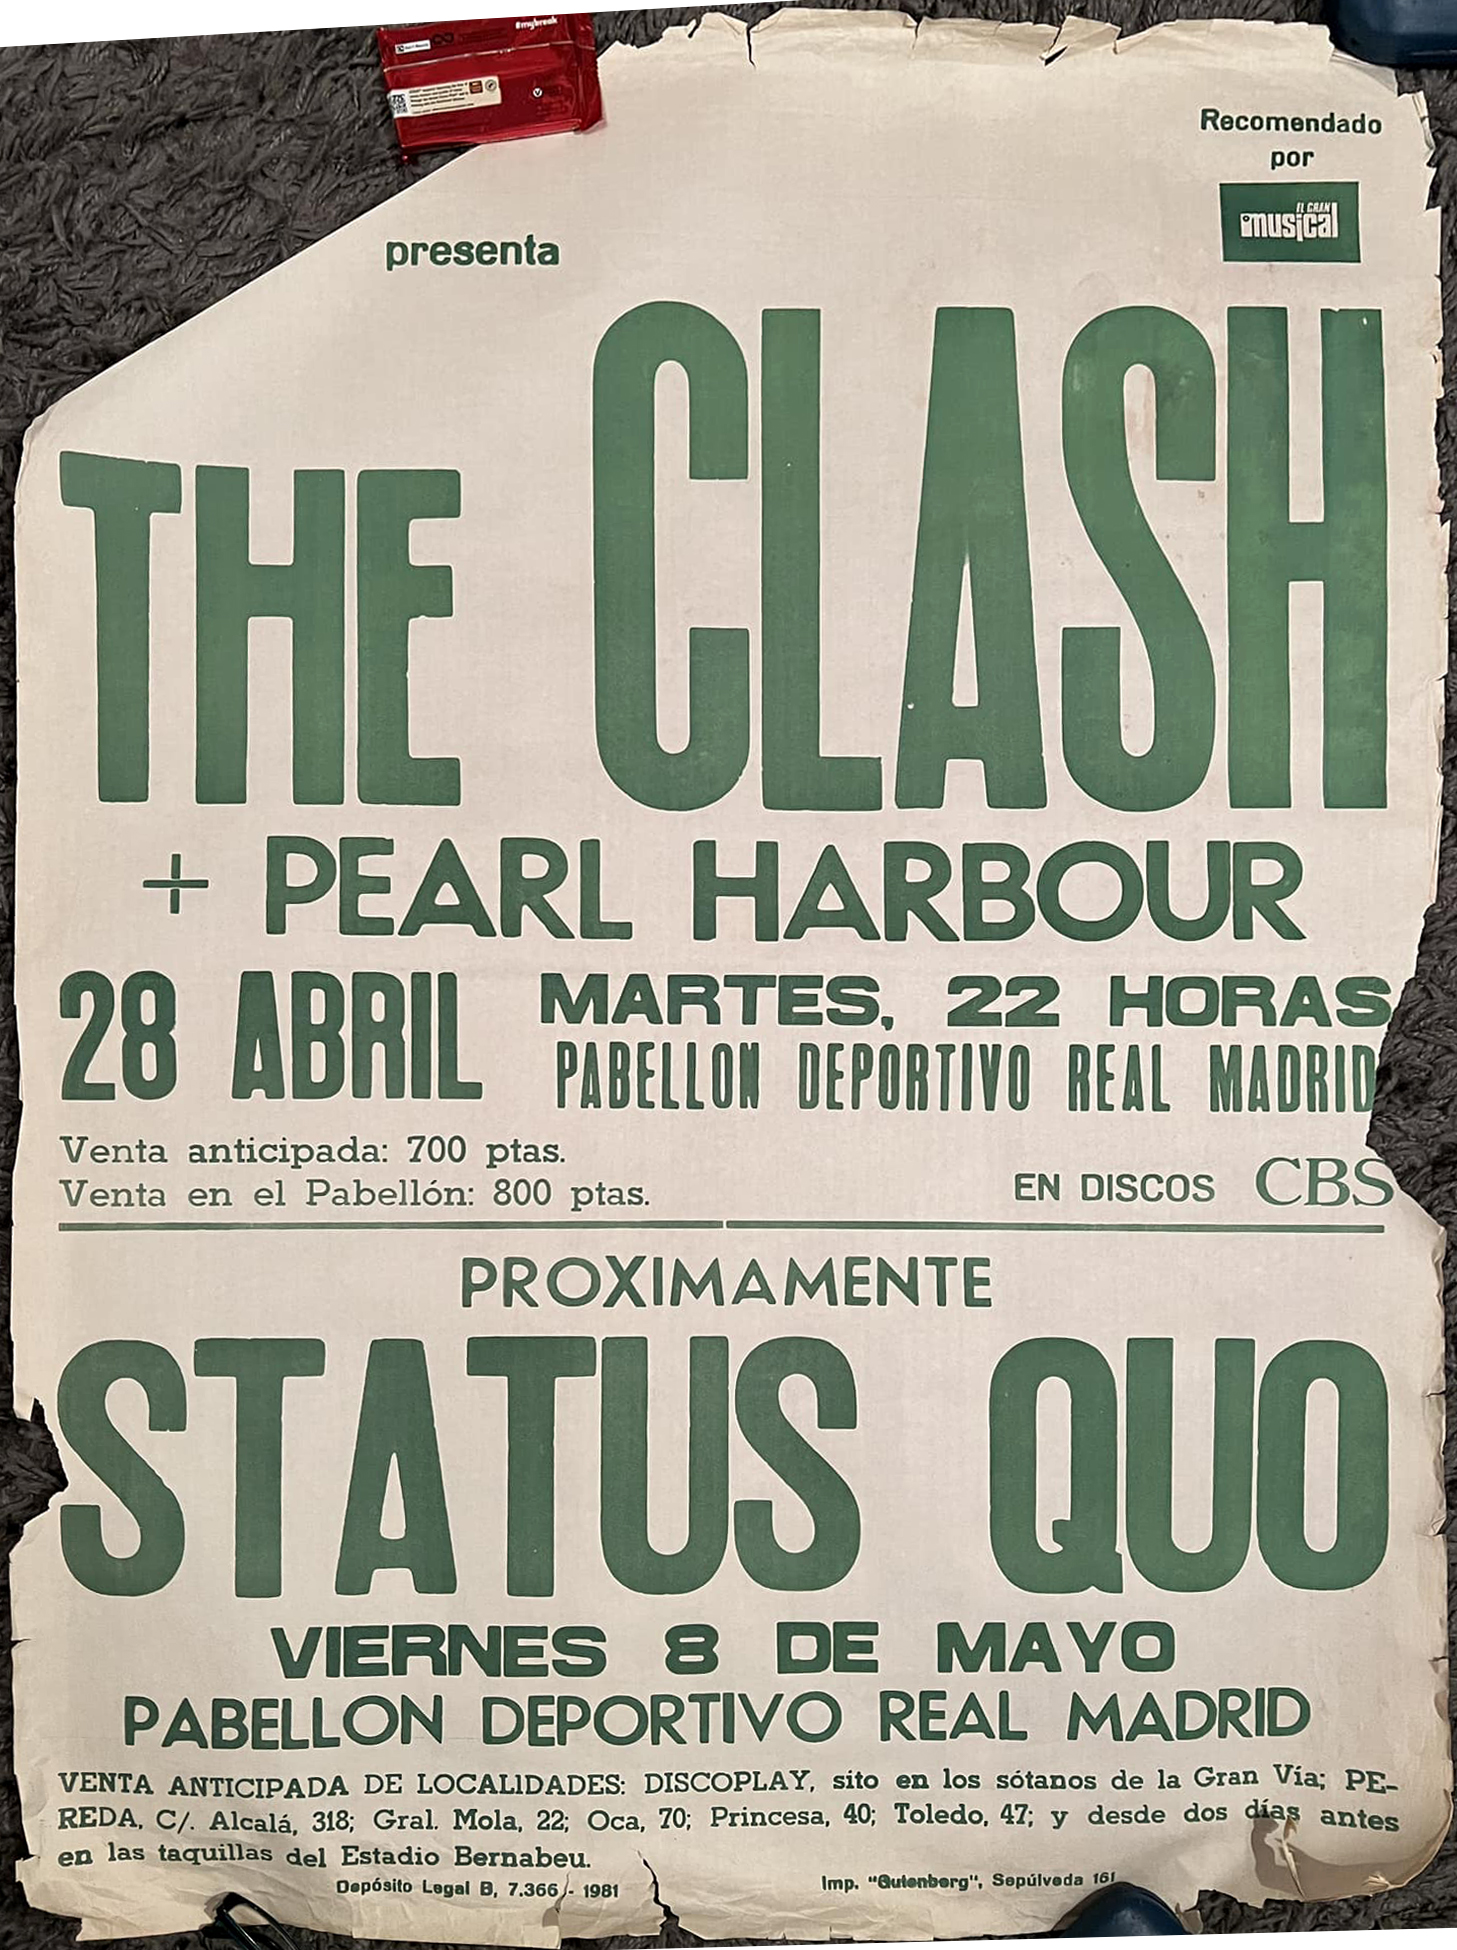 #mybreak
Recomendado
por
EL GRAN
musical
presenta
THE CLASH
+ PEARL HARBOUR
28 ABRIL
MARTES, 22 HORAS
PABELLON DEPORTIVO REAL MADRID
Venta anticipada: 700 ptas.
Venta en el Pabellón: 800 ptas.
EN DISCOS CBS
PROXIMAMENTE
STATUS QUO
VIERNES 8 DE MAYO
PABELLON DEPORTIVO REAL MADRID
VENTA ANTICIPADA DE LOCALIDADES: DISCOPLAY, sito en los sótanos de la Gran Vía; PE-
REDA, C/. Alcalá, 318; Gral. Mola, 22; Oca, 70; Princesa, 40; Toledo, 47; y desde dos días antes
en las taquillas del Estadio Bernabeu.
Depósito Legal B, 7.366 - 1981
Imp. "Gutenberg", Sepúlveda 161